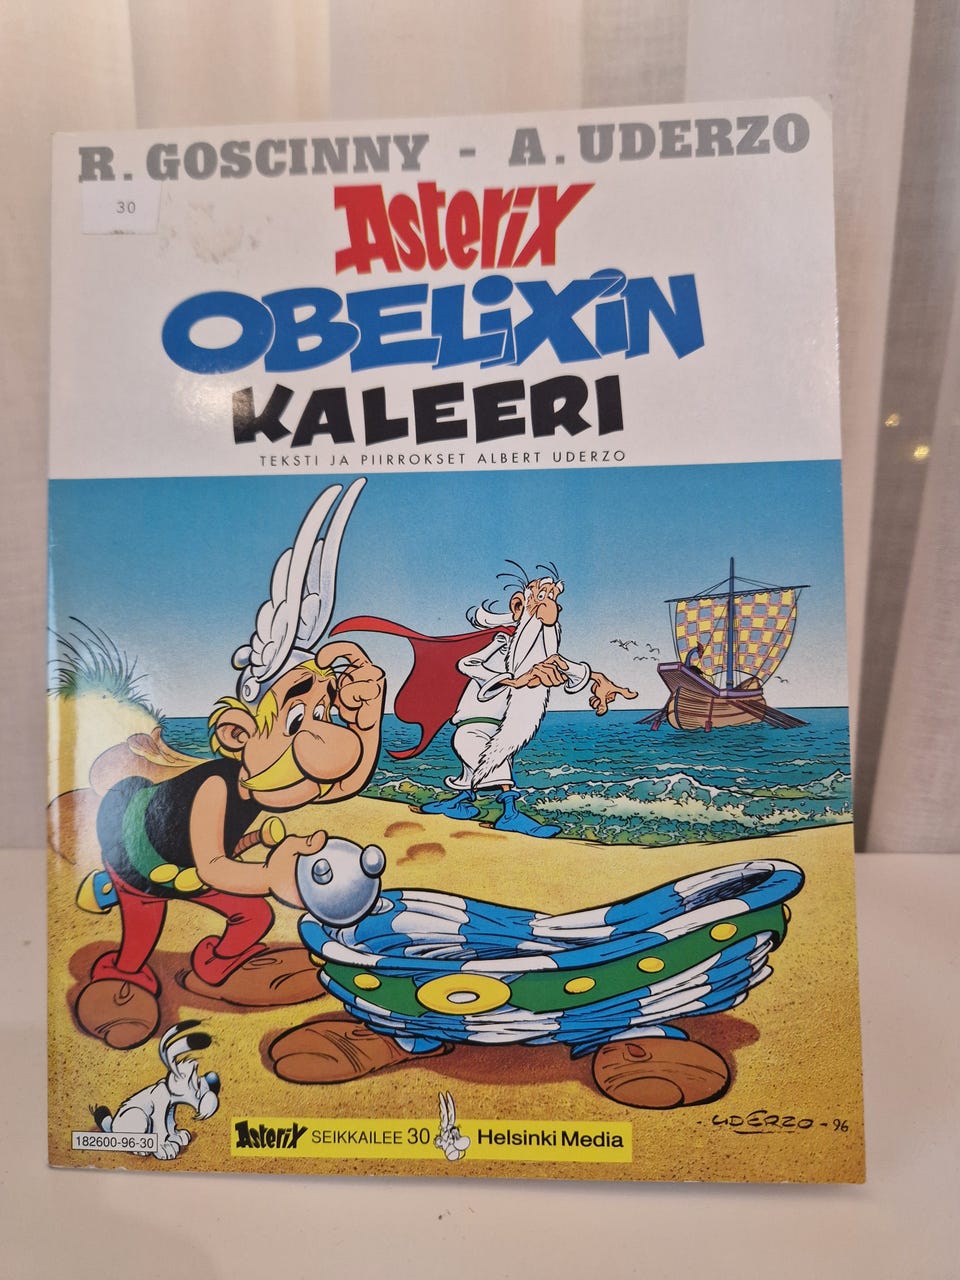 R. GOSCINNY - A. UDERZO
30
Asterix
OBELiXiN
KALEERI
TEKSTI JA PIIRROKSET ALBERT UDERZO
UDERZO - 96
182600-96-30
Asterix SEIKKAILEE 30 Helsinki Media